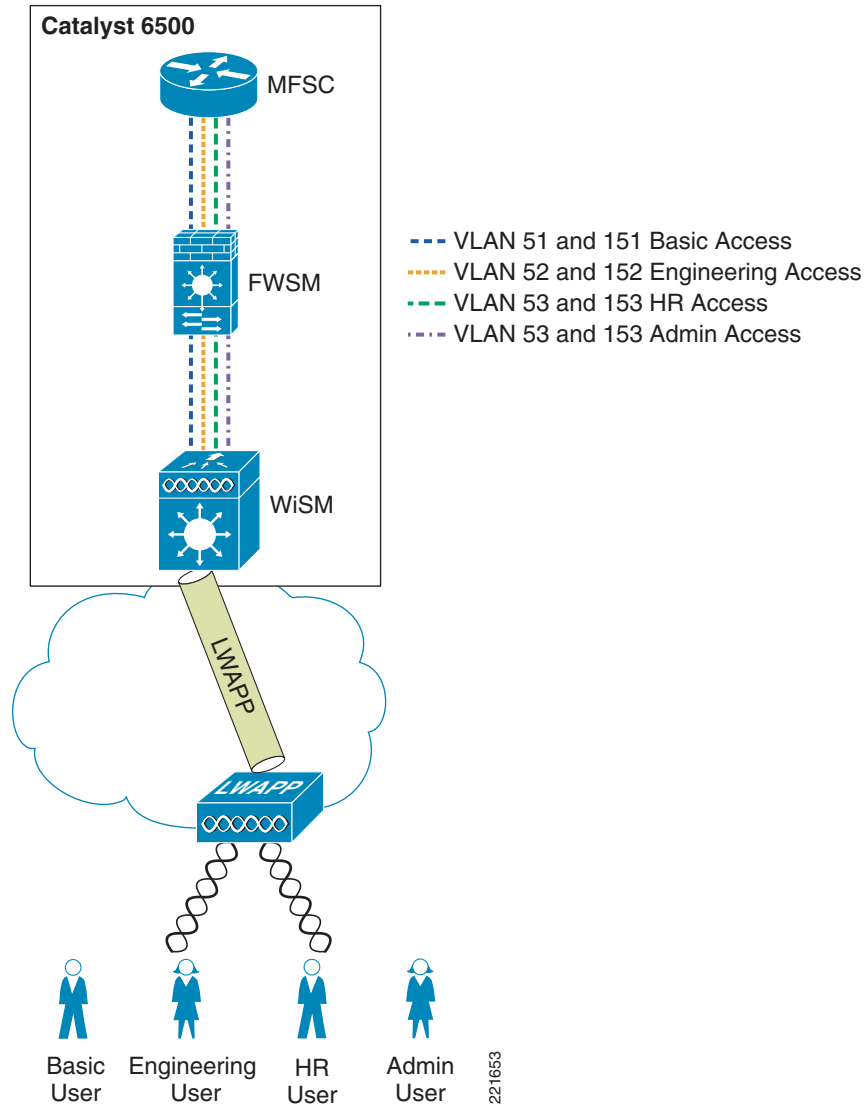 Catalyst 6500
MFSC
FWSM
WiSM
VLAN 51 and 151 Basic Access
VLAN 52 and 152 Engineering Access
VLAN 53 and 153 HR Access
VLAN 53 and 153 Admin Access
LWAPP
LWAPP
Basic
User
Engineering
User
HR
User
Admin
User
221653